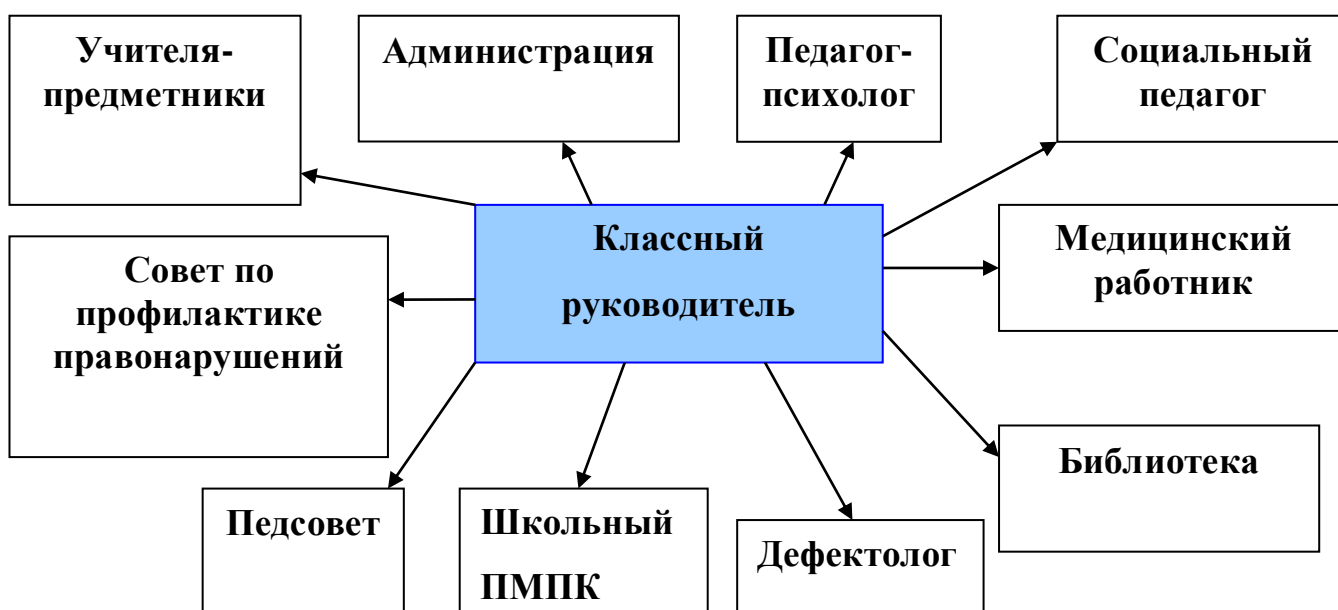 Учителя-
предметники
Администрация
Педагог-
психолог
Социальный
педагог
Классный
руководитель
Медицинский
работник
Совет по
профилактике
правонарушений
Библиотека
Педсовет
Школьный
ПМПК
Дефектолог